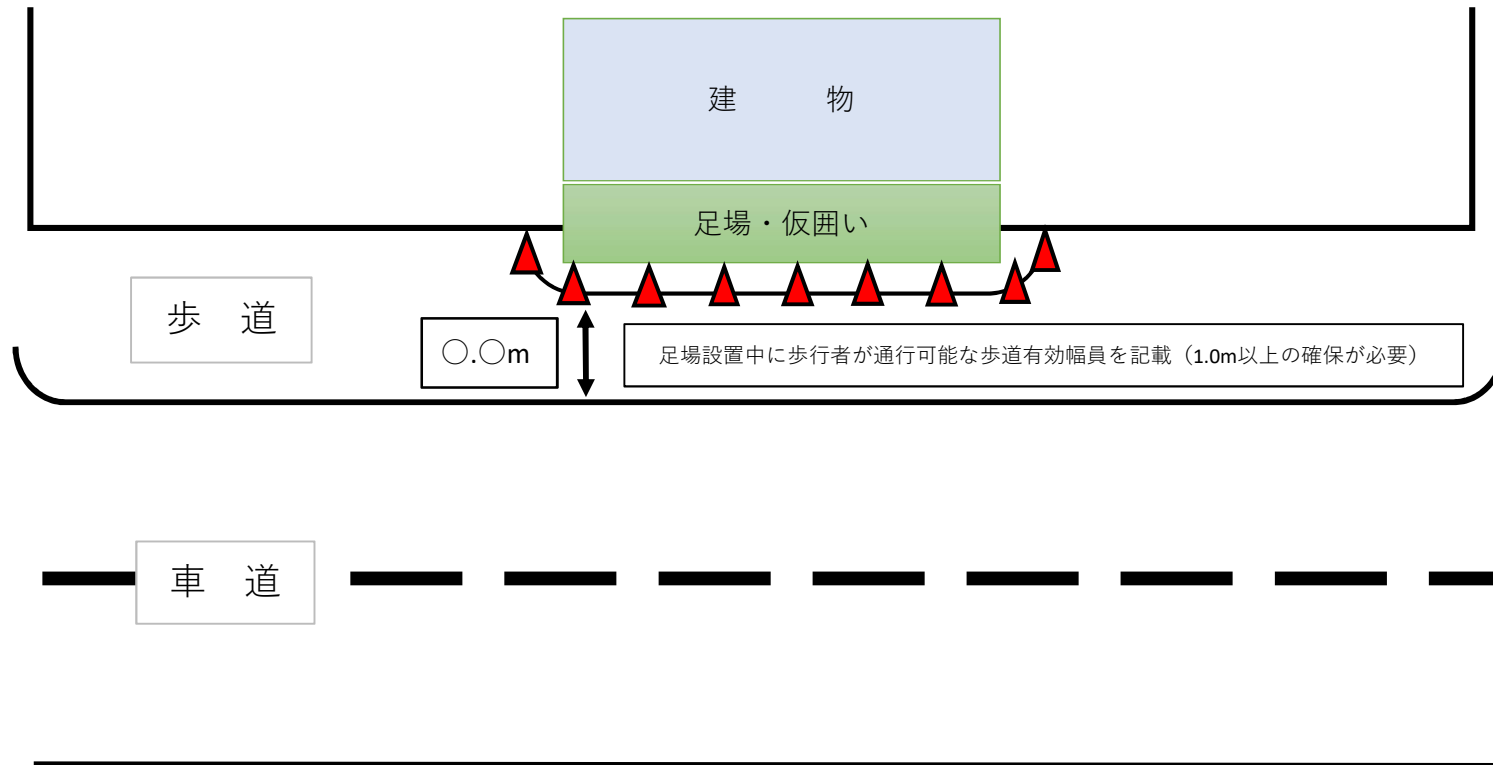 建　物
足場・仮囲い
歩　道
○.○m
足場設置中に歩行者が通行可能な歩道有効幅員を記載（1.0m以上の確保が必要）
車　道